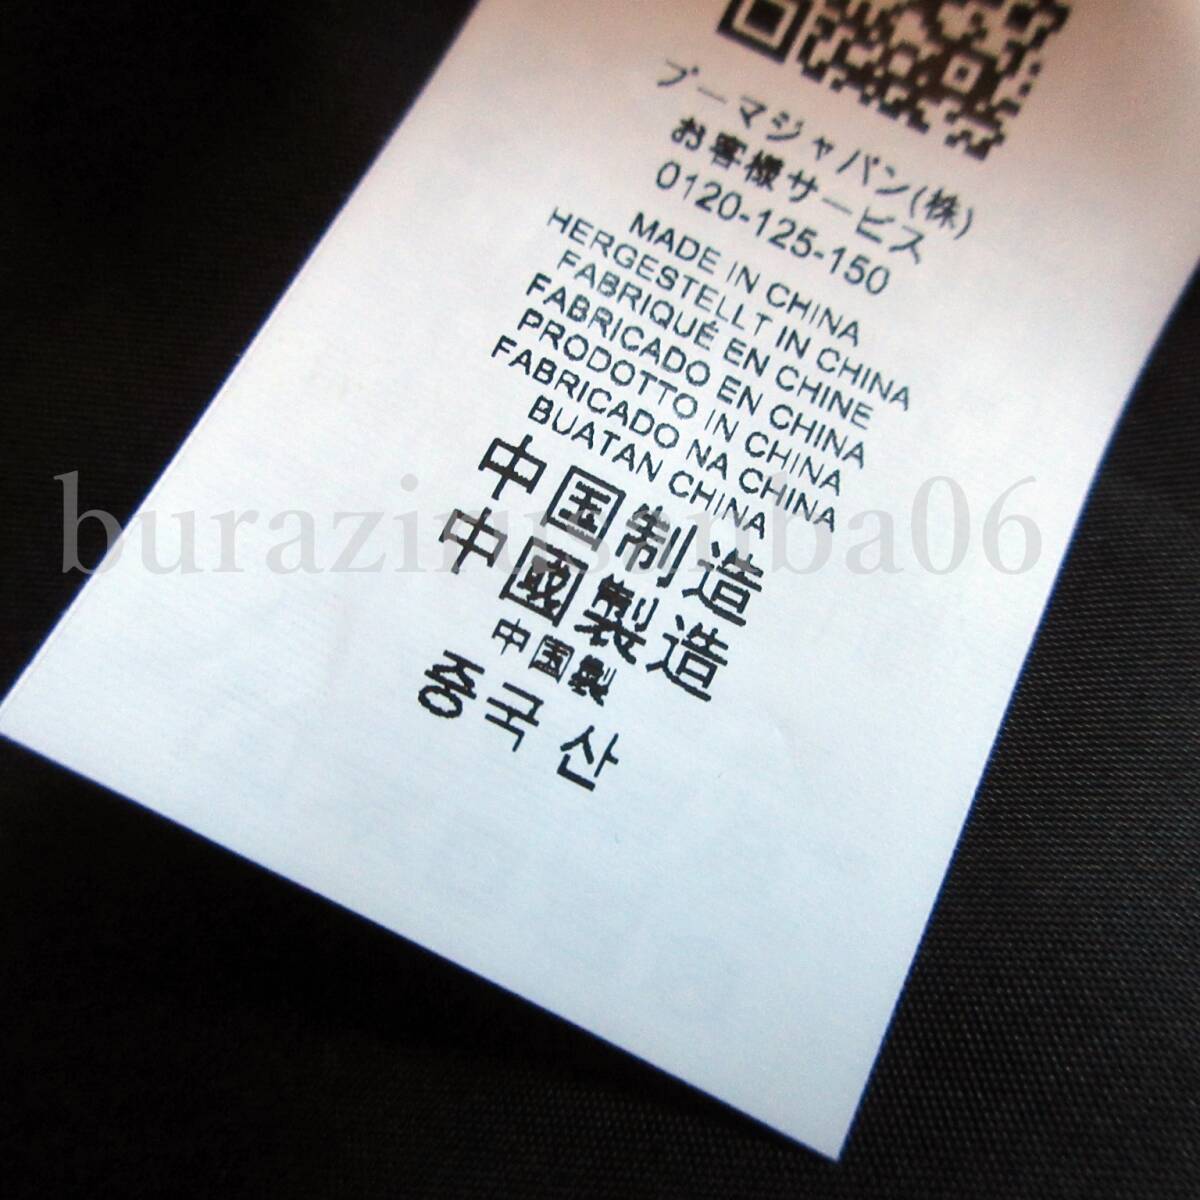 プーマジャパン(株)
お客様サービス
0120-125-150
MADE IN CHINA
HERGESTELLT IN CHINA
FABRIQUÉ EN CHINE
FABRICADO EN CHINA
PRODOTTO IN CHINA
FABRICADO NA CHINA
BUATAN CHINA
中国制造
中國製造
中国製
중국산